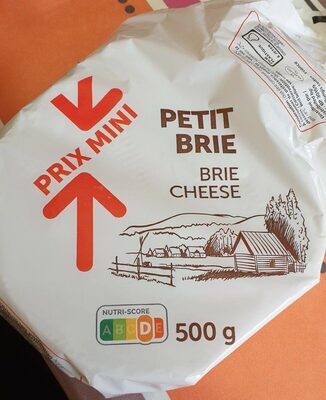 PRIX MINI
PETIT
BRIE
BRIE
CHEESE
NUTRI-SCORE
A B C D E
500 g